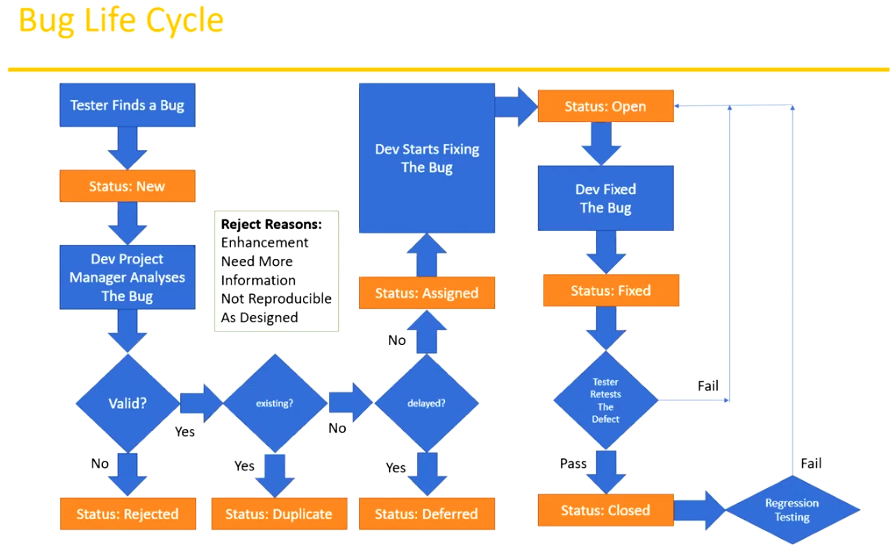 Bug Life Cycle
Tester Finds a Bug
Status: New
Dev Project
Manager Analyses
The Bug
Valid?
No
Status: Rejected
Yes
Reject Reasons:
Enhancement
Need More
Information
Not Reproducible
As Designed
existing?
Yes
Status: Duplicate
No
delayed?
Yes
Status: Deferred
No
Status: Assigned
Dev Starts Fixing
The Bug
Status: Open
Dev Fixed
The Bug
Status: Fixed
Tester
Retests
The
Defect
Fail
Pass
Status: Closed
Regression
Testing
Fail